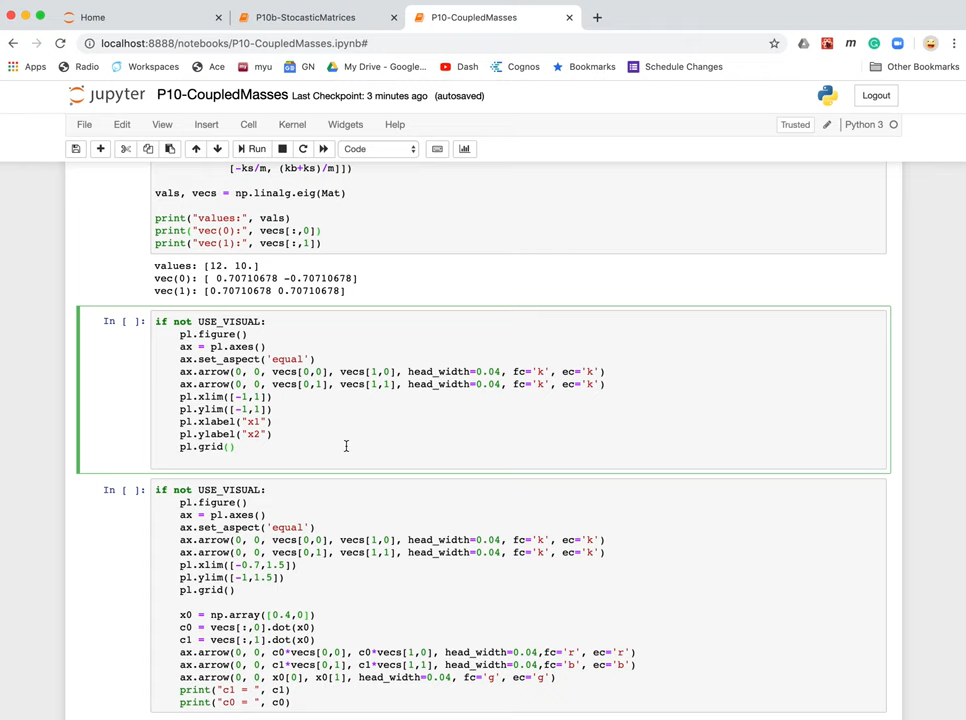 Home
P10b-StocasticMatrices
P10-CoupledMasses
localhost:8888/notebooks/P10-CoupledMasses.ipynb#
Apps Radio Workspaces Ace myu GN My Drive - Google... Dash Cognos Bookmarks Schedule Changes Other Bookmarks
jupyter P10-CoupledMasses Last Checkpoint: 3 minutes ago (autosaved) Logout
File Edit View Insert Cell Kernel Widgets Help Trusted Python 3
Run Code
[-ks/m, (kb+ks)/m]])
vals, vecs = np.linalg.eig(Mat)
print("values:", vals)
print("vec(0):", vecs[:,0])
print("vec(1):", vecs[:,1])
values: [12. 10.]
vec(0): [ 0.70710678 -0.70710678]
vec(1): [0.70710678 0.70710678]
In [ ]: if not USE_VISUAL:
pl.figure()
ax = pl.axes()
ax.set_aspect('equal')
ax.arrow(0, 0, vecs[0,0], vecs[1,0], head_width=0.04, fc='k', ec='k')
ax.arrow(0, 0, vecs[0,1], vecs[1,1], head_width=0.04, fc='k', ec='k')
pl.xlim([-1,1])
pl.ylim([-1,1])
pl.xlabel("x1")
pl.ylabel("x2")
pl.grid()
In [ ]: if not USE_VISUAL:
pl.figure()
ax = pl.axes()
ax.set_aspect('equal')
ax.arrow(0, 0, vecs[0,0], vecs[1,0], head_width=0.04, fc='k', ec='k')
ax.arrow(0, 0, vecs[0,1], vecs[1,1], head_width=0.04, fc='k', ec='k')
pl.xlim([-0.7,1.5])
pl.ylim([-1,1.5])
pl.grid()
x0 = np.array([0.4,0])
c0 = vecs[:,0].dot(x0)
c1 = vecs[:,1].dot(x0)
ax.arrow(0, 0, c0*vecs[0,0], c0*vecs[1,0], head_width=0.04,fc='r', ec='r')
ax.arrow(0, 0, c1*vecs[0,1], c1*vecs[1,1], head_width=0.04,fc='b', ec='b')
ax.arrow(0, 0, x0[0], x0[1], head_width=0.04, fc='g', ec='g')
print("c1 = ", c1)
print("c0 = ", c0)